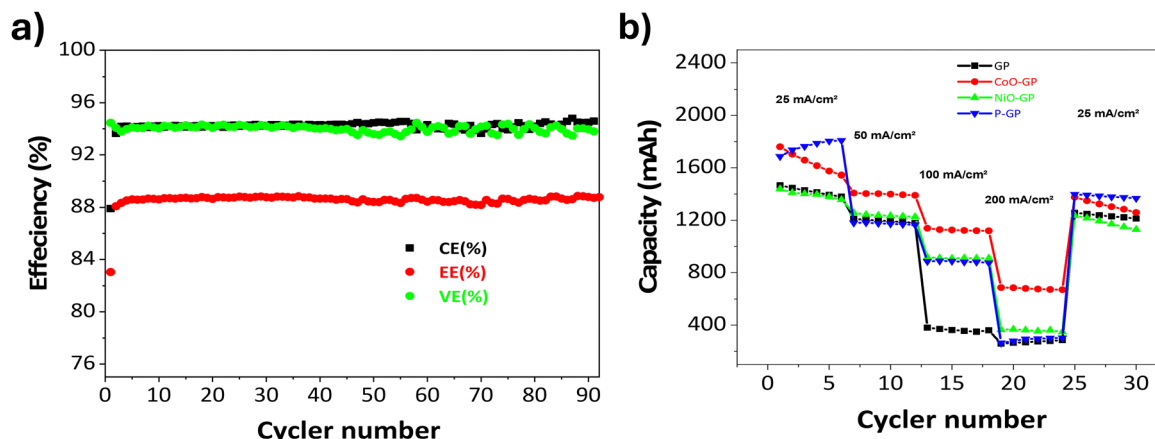 a)
100
96
92
88
84
80
76
Effeciency (%)
CE(%)
EE(%)
VE(%)
0 10 20 30 40 50 60 70 80 90
Cycler number
b)
2400
2000
1600
1200
800
400
Capacity (mAh)
GP
CoO-GP
NiO-GP
P-GP
25 mA/cm²
50 mA/cm²
100 mA/cm²
200 mA/cm²
25 mA/cm²
0 5 10 15 20 25 30
Cycler number